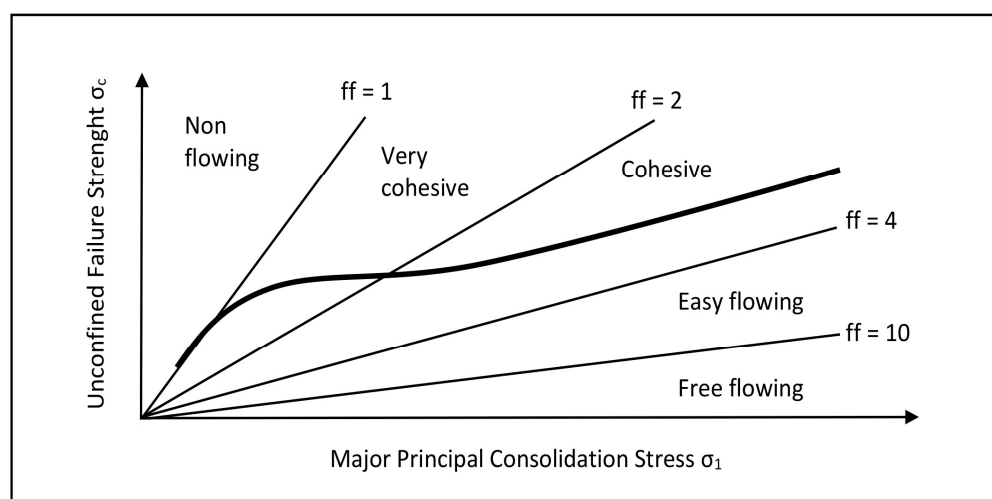 Unconfined Failure Strenght σc
Non
flowing
ff = 1
Very
cohesive
ff = 2
Cohesive
ff = 4
Easy flowing
ff = 10
Free flowing
Major Principal Consolidation Stress σ1